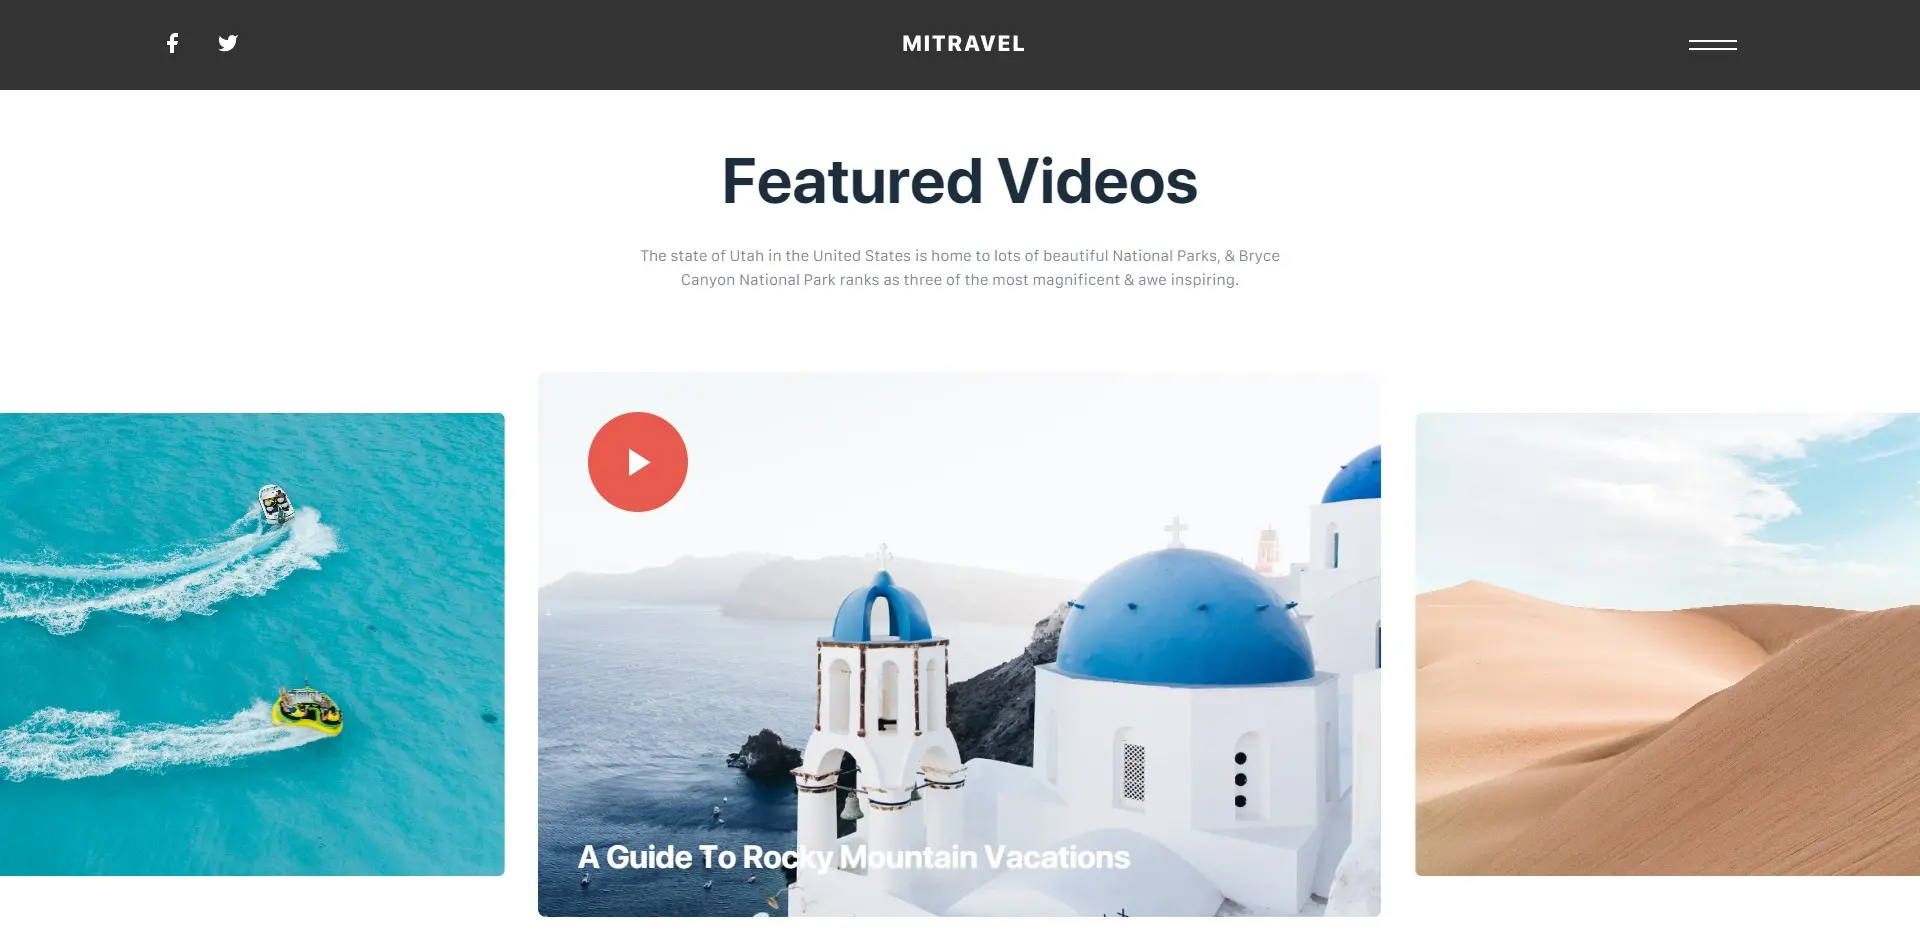 MITRAVEL
Featured Videos
The state of Utah in the United States is home to lots of beautiful National Parks, & Bryce
Canyon National Park ranks as three of the most magnificent & awe inspiring.
A Guide To Rocky Mountain Vacations